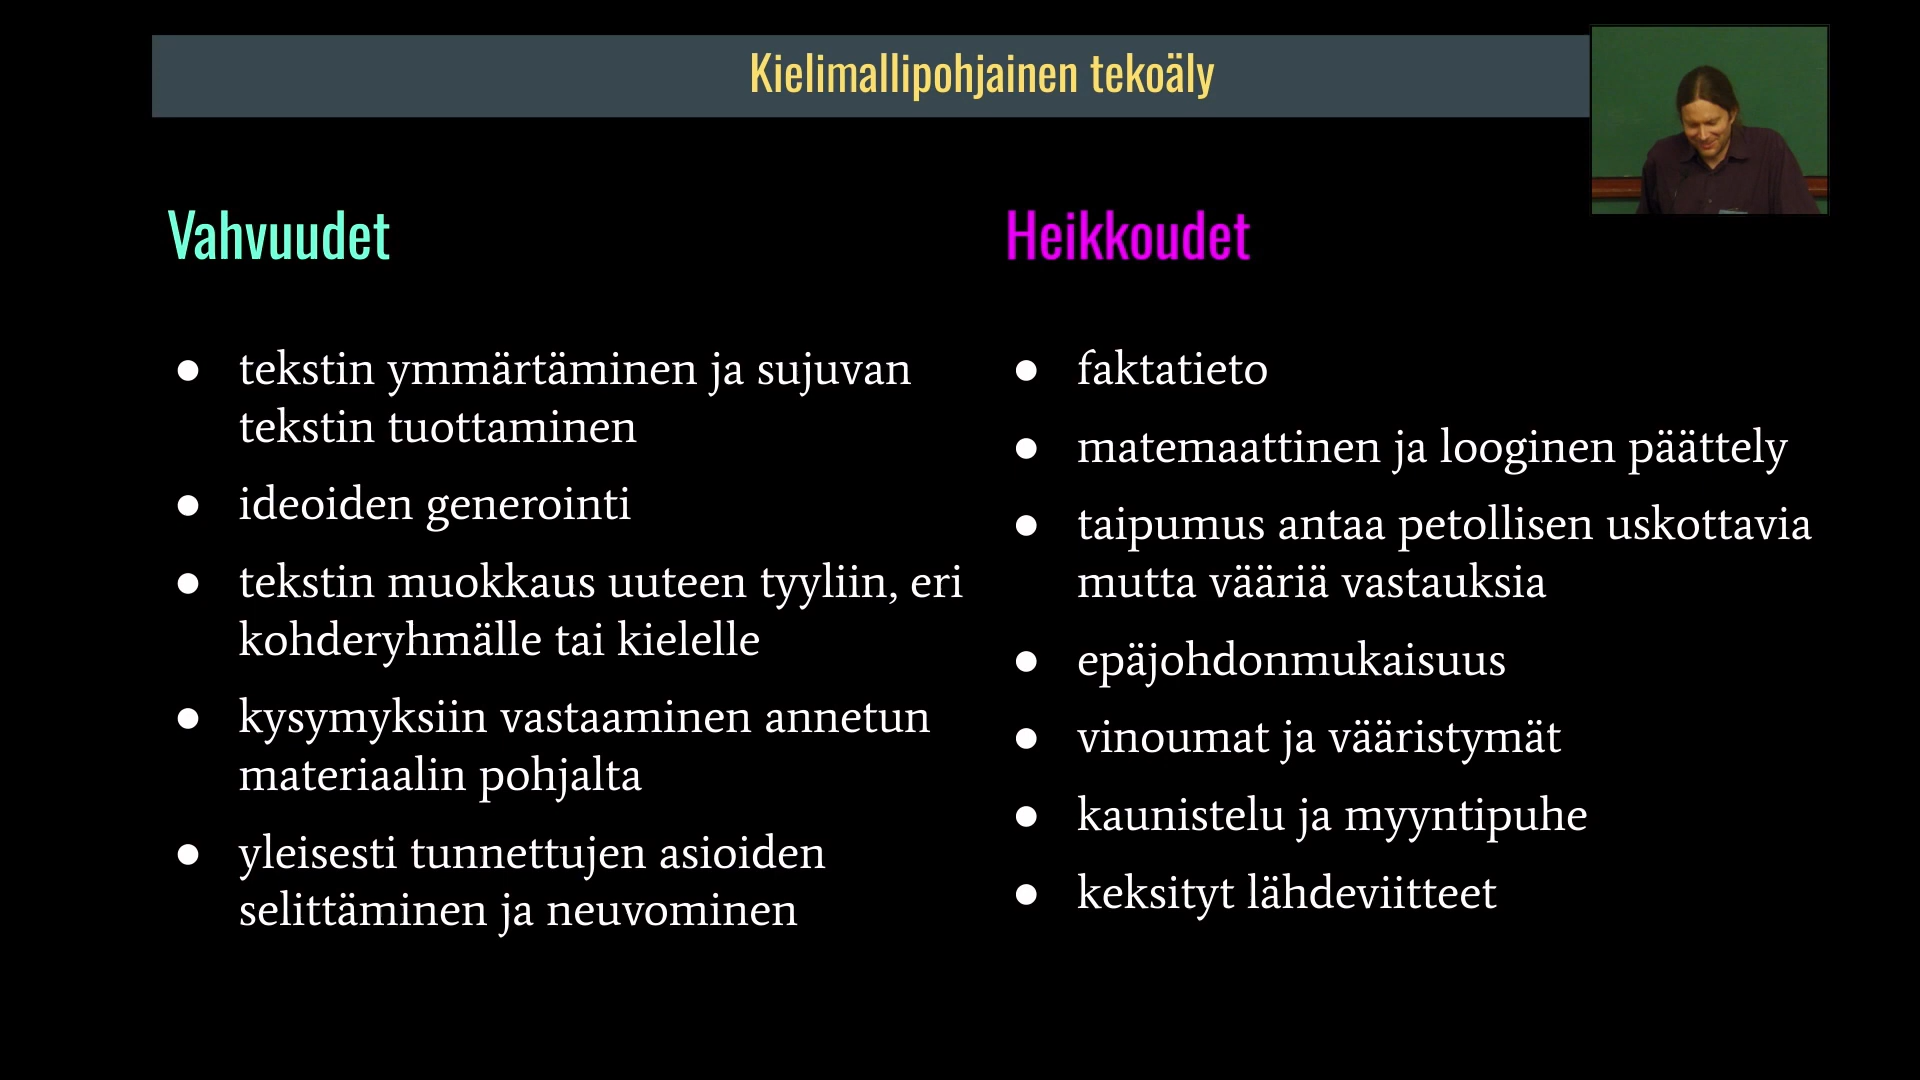 Kielimallipohjainen tekoäly
Vahvuudet
● tekstin ymmärtäminen ja sujuvan
tekstin tuottaminen
● ideoiden generointi
● tekstin muokkaus uuteen tyyliin, eri
kohderyhmälle tai kielelle
● kysymyksiin vastaaminen annetun
materiaalin pohjalta
● yleisesti tunnettujen asioiden
selittäminen ja neuvominen
Heikkoudet
● faktatieto
● matemaattinen ja looginen päättely
● taipumus antaa petollisen uskottavia
mutta vääriä vastauksia
● epäjohdonmukaisuus
● vinoumat ja vääristymät
● kaunistelu ja myyntipuhe
● keksityt lähdeviitteet